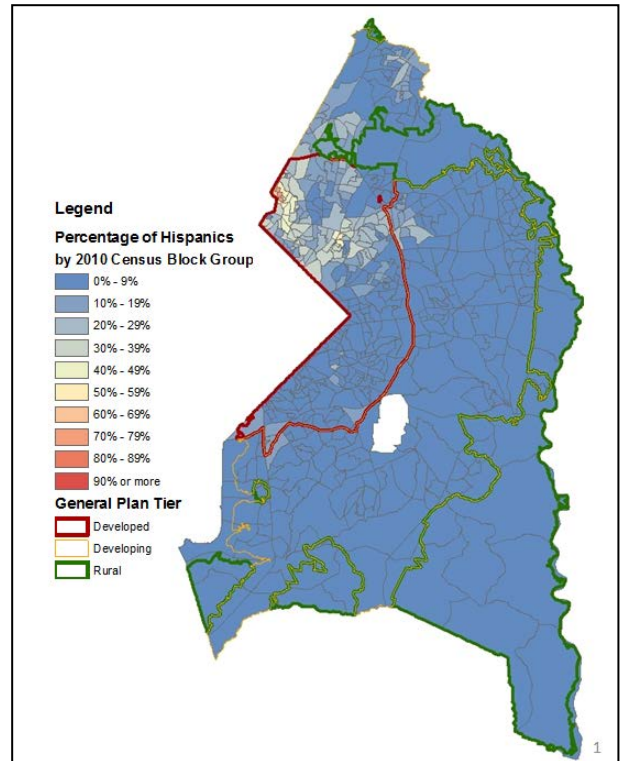 Legend
Percentage of Hispanics
by 2010 Census Block Group
0% - 9%
10% - 19%
20% - 29%
30% - 39%
40% - 49%
50% - 59%
60% - 69%
70% - 79%
80% - 89%
90% or more
General Plan Tier
Developed
Developing
Rural
1